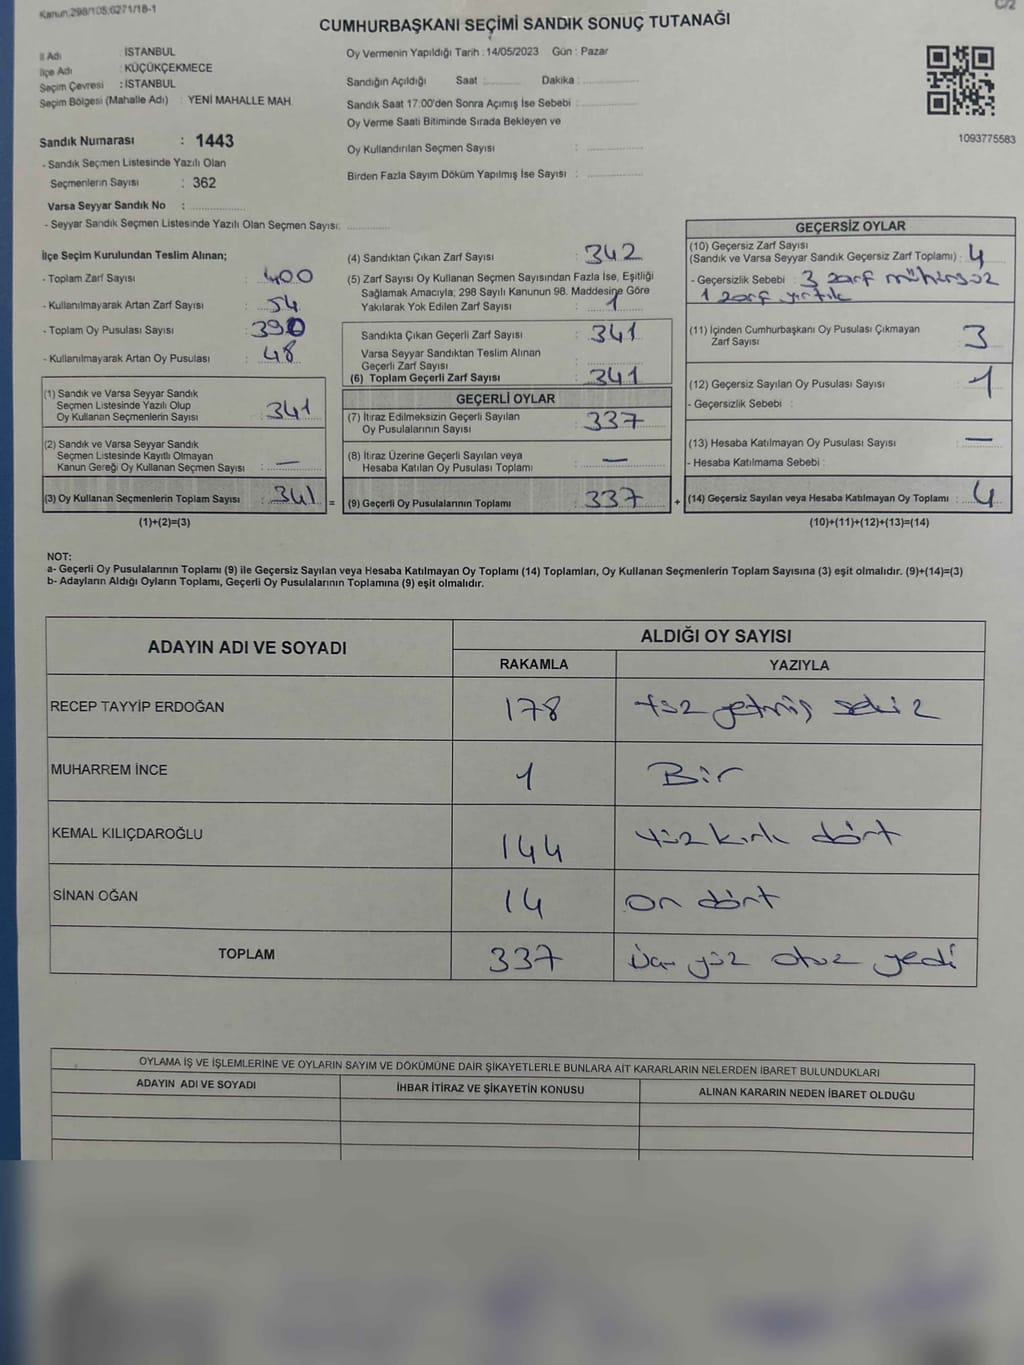 Kanun:298/105,6271/18-1
C/2
CUMHURBAŞKANI SEÇİMİ SANDIK SONUÇ TUTANAĞI
İl Adı : İSTANBUL
İlçe Adı : KÜÇÜKÇEKMECE
Seçim Çevresi : İSTANBUL
Seçim Bölgesi (Mahalle Adı) : YENİ MAHALLE MAH.
Oy Vermenin Yapıldığı Tarih : 14/05/2023 Gün : Pazar
Sandığın Açıldığı Saat :.......... Dakika :..........
Sandık Saat 17:00'den Sonra Açımış İse Sebebi :..........
Oy Verme Saati Bitiminde Sırada Bekleyen ve
Oy Kullandırılan Seçmen Sayısı :..........
Birden Fazla Sayım Döküm Yapılmış İse Sayısı :..........
1093775583
Sandık Numarası : 1443
- Sandık Seçmen Listesinde Yazılı Olan
Seçmenlerin Sayısı : 362
Varsa Seyyar Sandık No :..........
- Seyyar Sandık Seçmen Listesinde Yazılı Olan Seçmen Sayısı:..........
İlçe Seçim Kurulundan Teslim Alınan;
- Toplam Zarf Sayısı : 400
- Kullanılmayarak Artan Zarf Sayısı : 54
- Toplam Oy Pusulası Sayısı : 390
- Kullanılmayarak Artan Oy Pusulası : 48
(1) Sandık ve Varsa Seyyar Sandık
Seçmen Listesinde Yazılı Olup
Oy Kullanan Seçmenlerin Sayısı : 341
(2) Sandık ve Varsa Seyyar Sandık
Seçmen Listesinde Kayıtlı Olmayan
Kanun Gereği Oy Kullanan Seçmen Sayısı : —
(3) Oy Kullanan Seçmenlerin Toplam Sayısı : 341 =
(1)+(2)=(3)
(4) Sandıktan Çıkan Zarf Sayısı : 342
(5) Zarf Sayısı Oy Kullanan Seçmen Sayısından Fazla İse, Eşitliği
Sağlamak Amacıyla, 298 Sayılı Kanunun 98. Maddesine Göre
Yakılarak Yok Edilen Zarf Sayısı : 1
Sandıkta Çıkan Geçerli Zarf Sayısı : 341
Varsa Seyyar Sandıktan Teslim Alınan
Geçerli Zarf Sayısı :..........
(6) Toplam Geçerli Zarf Sayısı : 341
GEÇERLİ OYLAR
(7) İtiraz Edilmeksizin Geçerli Sayılan
Oy Pusulalarının Sayısı : 337
(8) İtiraz Üzerine Geçerli Sayılan veya
Hesaba Katılan Oy Pusulası Toplamı : —
(9) Geçerli Oy Pusulalarının Toplamı : 337 +
GEÇERSİZ OYLAR
(10) Geçersiz Zarf Sayısı
(Sandık ve Varsa Seyyar Sandık Geçersiz Zarf Toplamı) : 4
- Geçersizlik Sebebi : 3 zarf mühürsüz
1 zarf yırtık
(11) İçinden Cumhurbaşkanı Oy Pusulası Çıkmayan
Zarf Sayısı : 3
(12) Geçersiz Sayılan Oy Pusulası Sayısı : 1
- Geçersizlik Sebebi :
(13) Hesaba Katılmayan Oy Pusulası Sayısı : —
- Hesaba Katılmama Sebebi :
(14) Geçersiz Sayılan veya Hesaba Katılmayan Oy Toplamı : 4
(10)+(11)+(12)+(13)=(14)
NOT:
a- Geçerli Oy Pusulalarının Toplamı (9) ile Geçersiz Sayılan veya Hesaba Katılmayan Oy Toplamı (14) Toplamları, Oy Kullanan Seçmenlerin Toplam Sayısına (3) eşit olmalıdır. (9)+(14)=(3)
b- Adayların Aldığı Oyların Toplamı, Geçerli Oy Pusulalarının Toplamına (9) eşit olmalıdır.
ADAYIN ADI VE SOYADI ALDIĞI OY SAYISI
RAKAMLA YAZIYLA
RECEP TAYYİP ERDOĞAN 178 yüz yetmiş sekiz
MUHARREM İNCE 1 Bir
KEMAL KILIÇDAROĞLU 144 yüz kırk dört
SİNAN OĞAN 14 on dört
TOPLAM 337 Üç yüz otuz yedi
OYLAMA İŞ VE İŞLEMLERİNE VE OYLARIN SAYIM VE DÖKÜMÜNE DAİR ŞİKAYETLERLE BUNLARA AİT KARARLARIN NELERDEN İBARET BULUNDUKLARI
ADAYIN ADI VE SOYADI İHBAR İTİRAZ VE ŞİKAYETİN KONUSU ALINAN KARARIN NEDEN İBARET OLDUĞU